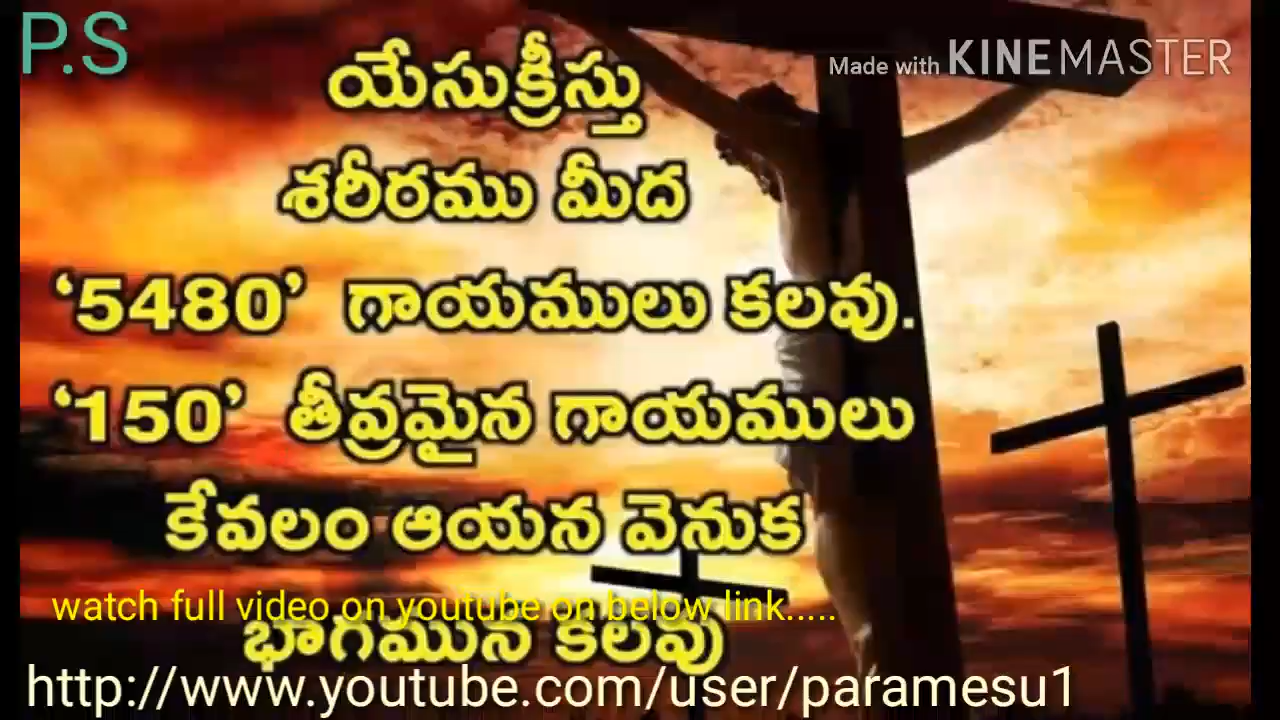 P.S
Made with KINEMASTER
యేసుక్రీస్తు
శరీరము మీద
‘5480’ గాయములు కలవు.
‘150’ తీవ్రమైన గాయములు
కేవలం ఆయన వెనుక
watch full video on youtube on below link.....
భాగమున కలవు
http://www.youtube.com/user/paramesu1